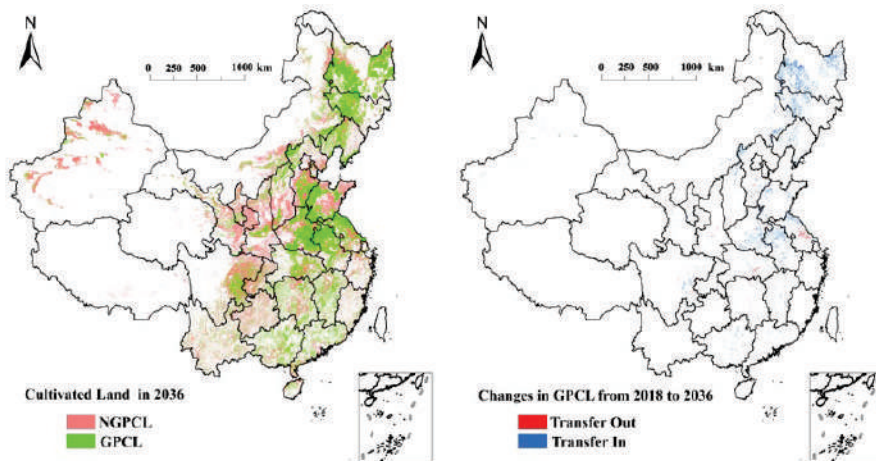 N
0 250 500 1000 km
Cultivated Land in 2036
NGPCL
GPCL
N
0 250 500 1000 km
Changes in GPCL from 2018 to 2036
Transfer Out
Transfer In